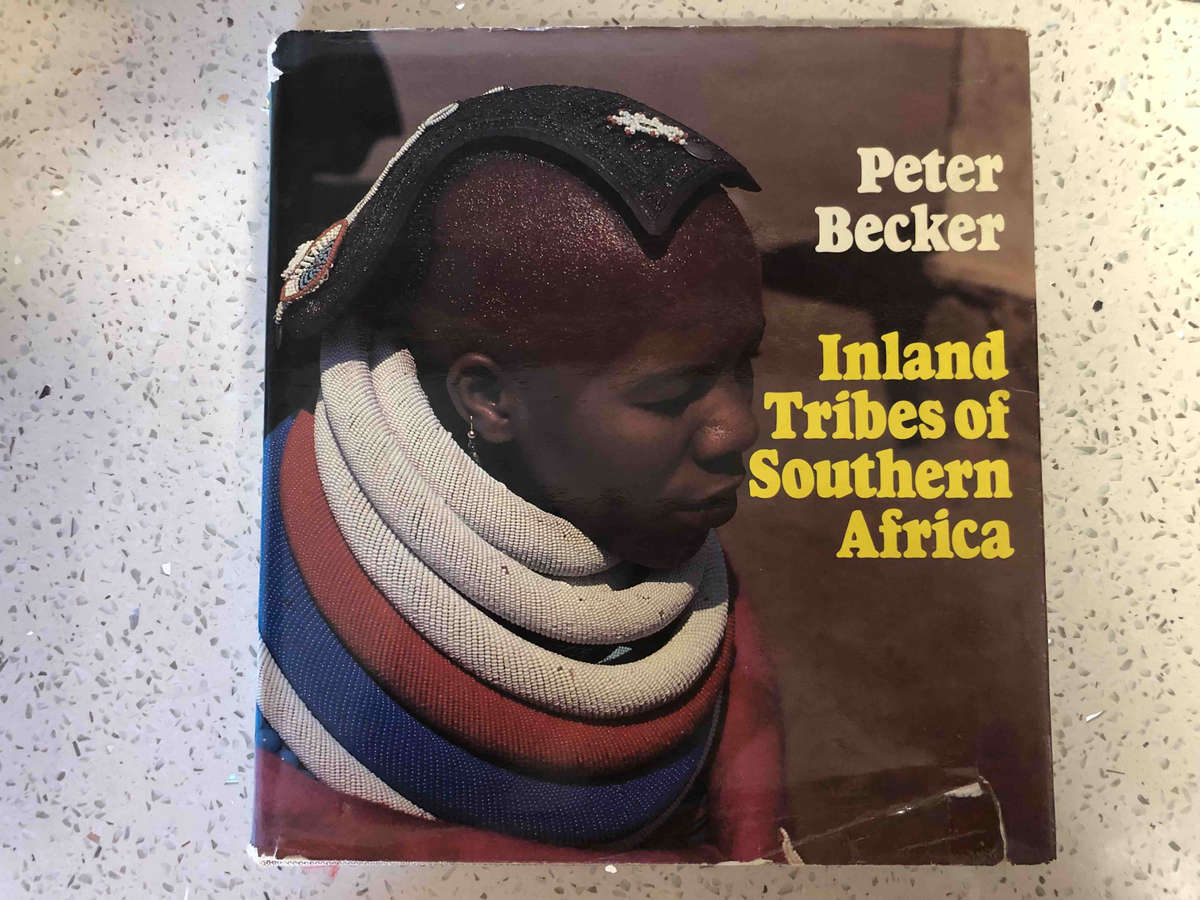 Peter
Becker
Inland
Tribes of
Southern
Africa